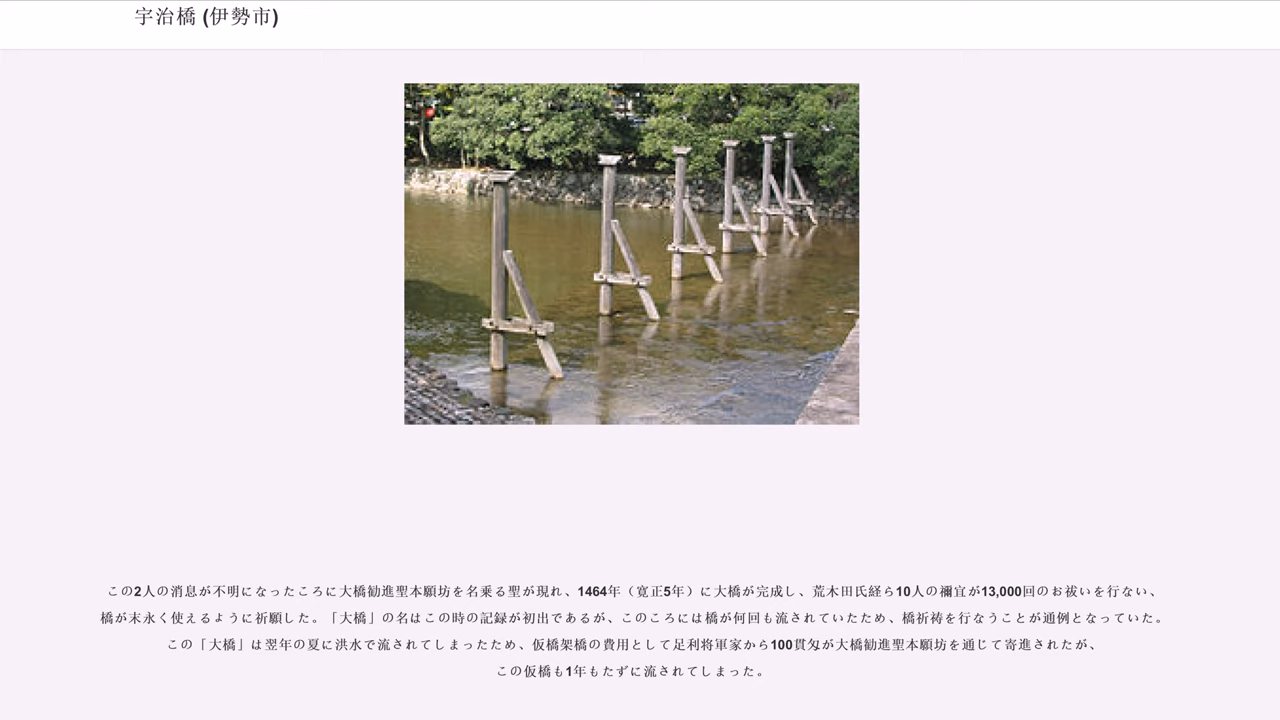 宇治橋 (伊勢市)
この2人の消息が不明になったころに大橋勧進聖本願坊を名乗る聖が現れ、1464年（寛正5年）に大橋が完成し、荒木田氏経ら10人の禰宜が13,000回のお祓いを行ない、
橋が末永く使えるように祈願した。「大橋」の名はこの時の記録が初出であるが、このころには橋が何回も流されていたため、橋祈祷を行なうことが通例となっていた。
この「大橋」は翌年の夏に洪水で流されてしまったため、仮橋架橋の費用として足利将軍家から100貫匁が大橋勧進聖本願坊を通じて寄進されたが、
この仮橋も1年もたずに流されてしまった。